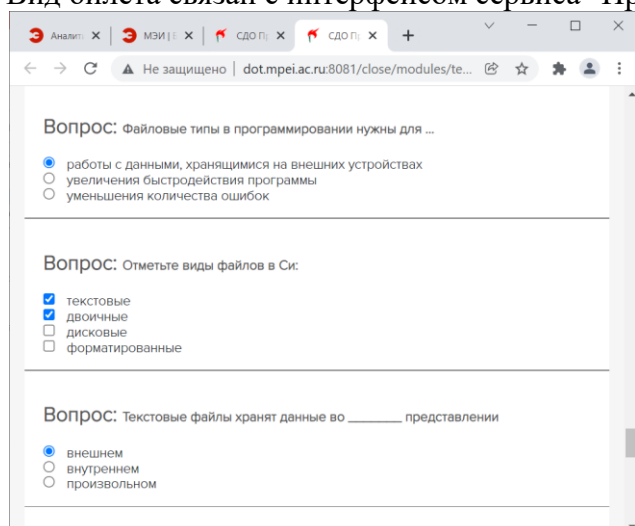 Вид билета связан с интерфейсом сервиса "Пр
Аналит
МЭИ | Е
СДО Пр
СДО Пр
Не защищено | dot.mpei.ac.ru:8081/close/modules/te...
Вопрос: Файловые типы в программировании нужны для ...
работы с данными, хранящимися на внешних устройствах
увеличения быстродействия программы
уменьшения количества ошибок
Вопрос: Отметьте виды файлов в Си:
текстовые
двоичные
дисковые
форматированные
Вопрос: Текстовые файлы хранят данные во ________ представлении
внешнем
внутреннем
произвольном